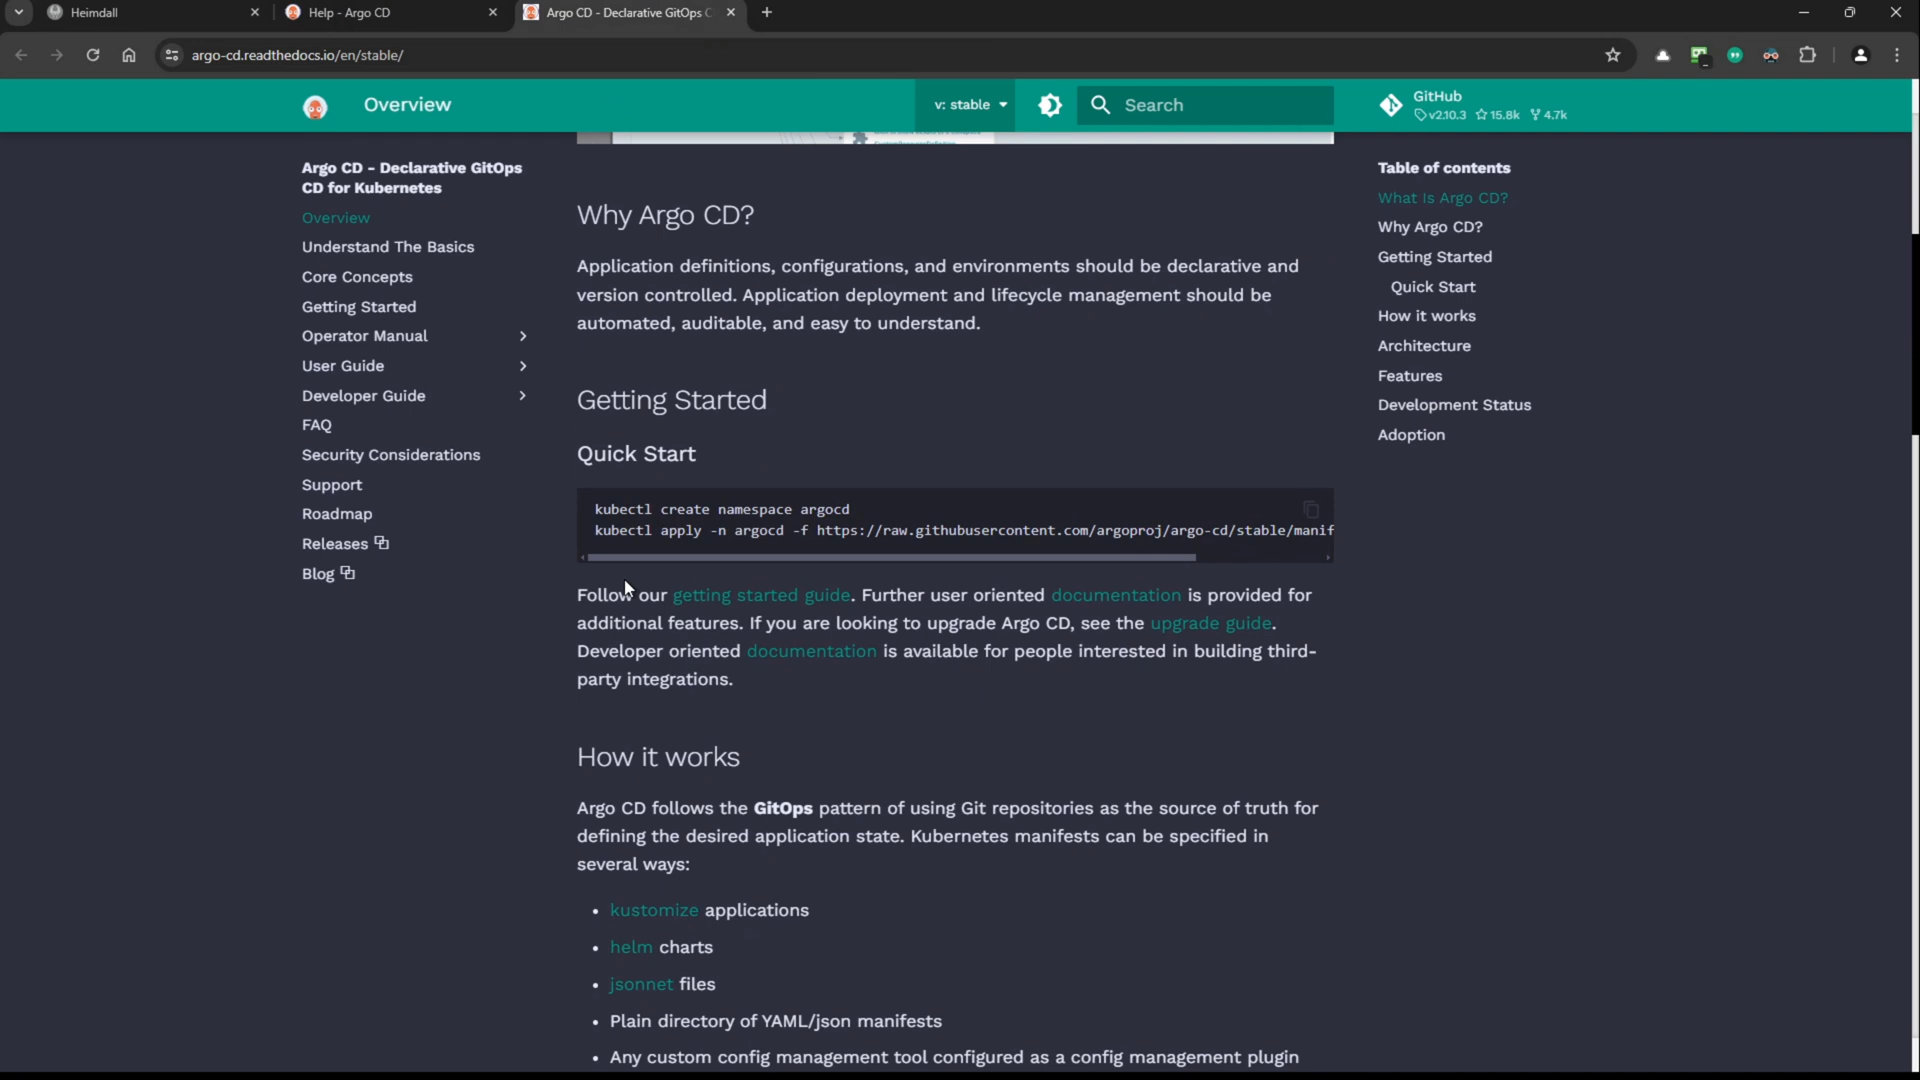 Heimdall
Help - Argo CD
Argo CD - Declarative GitOps C
argo-cd.readthedocs.io/en/stable/
Overview
v: stable
Search
GitHub
v2.10.3 15.8k 4.7k
Argo CD - Declarative GitOps
CD for Kubernetes
Overview
Understand The Basics
Core Concepts
Getting Started
Operator Manual
User Guide
Developer Guide
FAQ
Security Considerations
Support
Roadmap
Releases
Blog
Why Argo CD?
Application definitions, configurations, and environments should be declarative and
version controlled. Application deployment and lifecycle management should be
automated, auditable, and easy to understand.
Getting Started
Quick Start
kubectl create namespace argocd
kubectl apply -n argocd -f https://raw.githubusercontent.com/argoproj/argo-cd/stable/manif
Follow our getting started guide. Further user oriented documentation is provided for
additional features. If you are looking to upgrade Argo CD, see the upgrade guide.
Developer oriented documentation is available for people interested in building third-
party integrations.
How it works
Argo CD follows the GitOps pattern of using Git repositories as the source of truth for
defining the desired application state. Kubernetes manifests can be specified in
several ways:
• kustomize applications
• helm charts
• jsonnet files
• Plain directory of YAML/json manifests
• Any custom config management tool configured as a config management plugin
Table of contents
What Is Argo CD?
Why Argo CD?
Getting Started
Quick Start
How it works
Architecture
Features
Development Status
Adoption